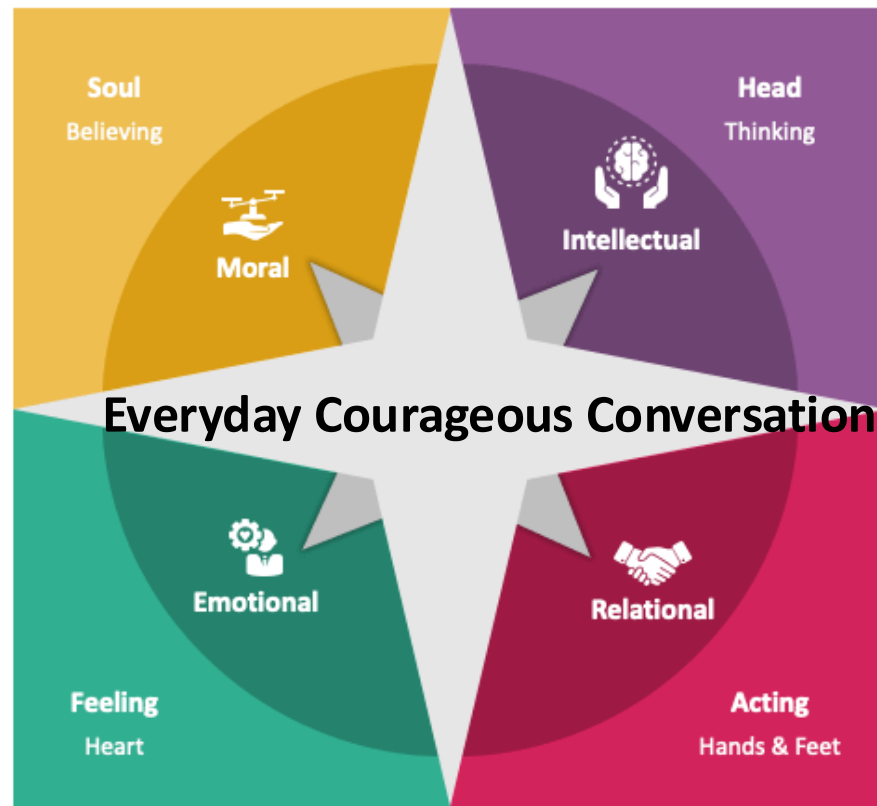 Soul
Believing
Head
Thinking
Moral
Intellectual
Everyday Courageous Conversation
Emotional
Relational
Feeling
Heart
Acting
Hands & Feet